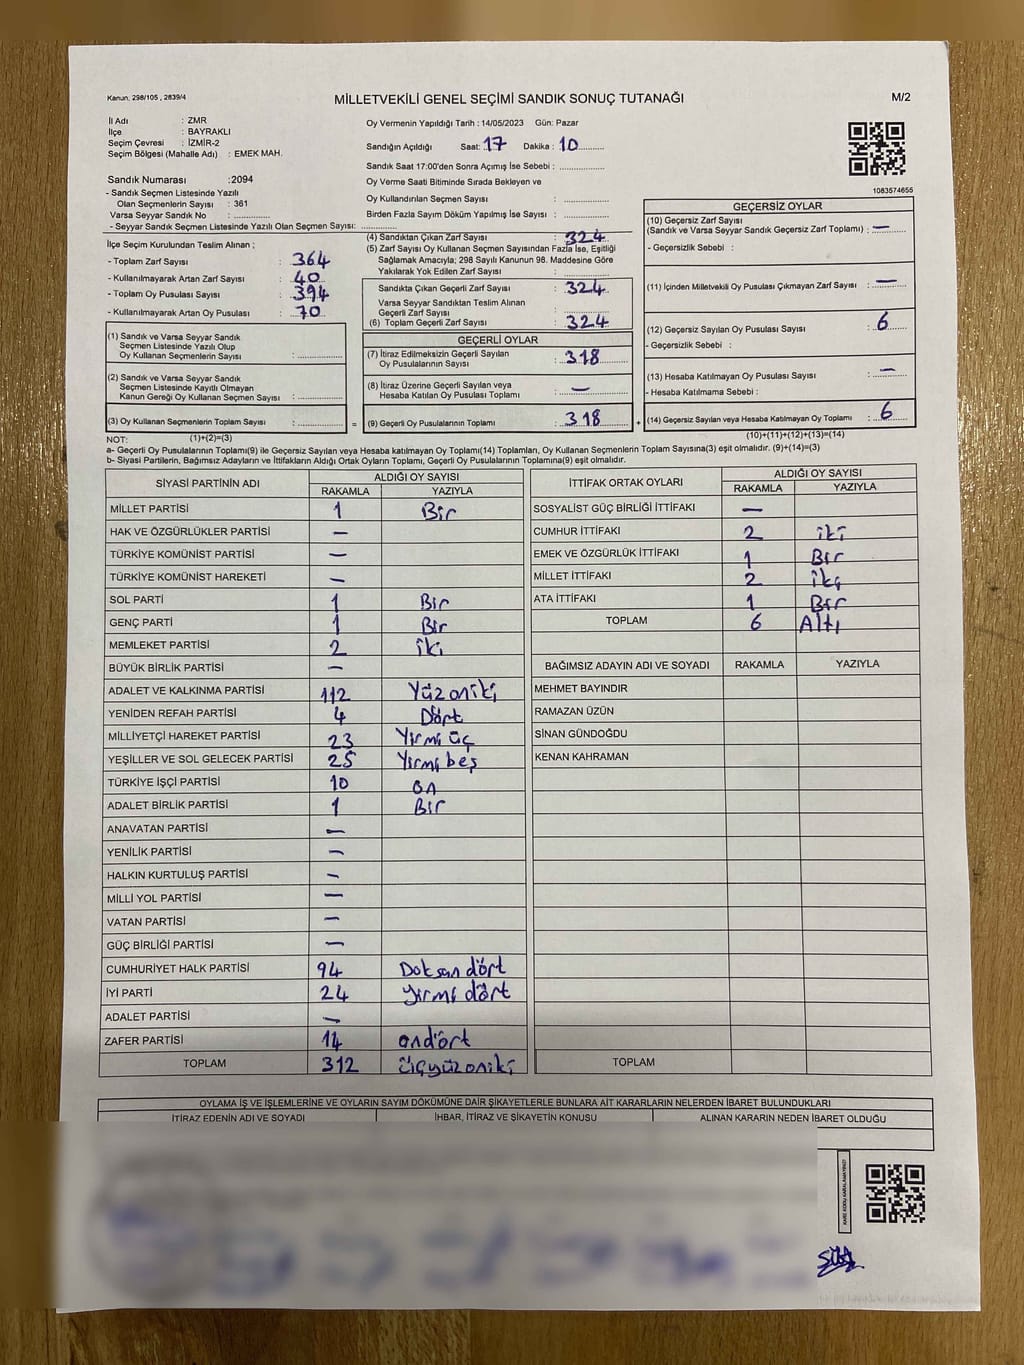 Kanun, 298/105 , 2839/4
MİLLETVEKİLİ GENEL SEÇİMİ SANDIK SONUÇ TUTANAĞI
M/2
İl Adı : ZMR
İlçe : BAYRAKLI
Seçim Çevresi : İZMİR-2
Seçim Bölgesi (Mahalle Adı) : EMEK MAH.
Sandık Numarası :2094
- Sandık Seçmen Listesinde Yazılı
Olan Seçmenlerin Sayısı : 361
Varsa Seyyar Sandık No : ..............
- Seyyar Sandık Seçmen Listesinde Yazılı Olan Seçmen Sayısı: ..............
Oy Vermenin Yapıldığı Tarih : 14/05/2023 Gün: Pazar
Sandığın Açıldığı Saat: 17 Dakika : 10
Sandık Saat 17:00'den Sonra Açımış İse Sebebi : ..............
Oy Verme Saati Bitiminde Sırada Bekleyen ve
Oy Kullandırılan Seçmen Sayısı : ..............
Birden Fazla Sayım Döküm Yapılmış İse Sayısı : ..............
1083574655
İlçe Seçim Kurulundan Teslim Alınan ;
- Toplam Zarf Sayısı : 364
- Kullanılmayarak Artan Zarf Sayısı : 40
- Toplam Oy Pusulası Sayısı : 394
- Kullanılmayarak Artan Oy Pusulası : 70
(4) Sandıktan Çıkan Zarf Sayısı : 324
(5) Zarf Sayısı Oy Kullanan Seçmen Sayısından Fazla İse, Eşitliği
Sağlamak Amacıyla; 298 Sayılı Kanunun 98. Maddesine Göre
Yakılarak Yok Edilen Zarf Sayısı : ..............
Sandıkta Çıkan Geçerli Zarf Sayısı : 324
Varsa Seyyar Sandıktan Teslim Alınan
Geçerli Zarf Sayısı : ..............
(6) Toplam Geçerli Zarf Sayısı : 324
GEÇERSİZ OYLAR
(10) Geçersiz Zarf Sayısı
(Sandık ve Varsa Seyyar Sandık Geçersiz Zarf Toplamı) : —
- Geçersizlik Sebebi :
(11) İçinden Milletvekili Oy Pusulası Çıkmayan Zarf Sayısı : —
(12) Geçersiz Sayılan Oy Pusulası Sayısı : 6
- Geçersizlik Sebebi :
(13) Hesaba Katılmayan Oy Pusulası Sayısı : —
- Hesaba Katılmama Sebebi :
(14) Geçersiz Sayılan veya Hesaba Katılmayan Oy Toplamı : 6
(10)+(11)+(12)+(13)=(14)
(1) Sandık ve Varsa Seyyar Sandık
Seçmen Listesinde Yazılı Olup
Oy Kullanan Seçmenlerin Sayısı : ..............
(2) Sandık ve Varsa Seyyar Sandık
Seçmen Listesinde Kayıtlı Olmayan
Kanun Gereği Oy Kullanan Seçmen Sayısı : ..............
(3) Oy Kullanan Seçmenlerin Toplam Sayısı : .............. =
GEÇERLİ OYLAR
(7) İtiraz Edilmeksizin Geçerli Sayılan
Oy Pusulalarının Sayısı : 318
(8) İtiraz Üzerine Geçerli Sayılan veya
Hesaba Katılan Oy Pusulası Toplamı : —
(9) Geçerli Oy Pusulalarının Toplamı : 318 +
NOT: (1)+(2)=(3)
a- Geçerli Oy Pusulalarının Toplamı(9) ile Geçersiz Sayılan veya Hesaba katılmayan Oy Toplamı(14) Toplamları, Oy Kullanan Seçmenlerin Toplam Sayısına(3) eşit olmalıdır. (9)+(14)=(3)
b- Siyasi Partilerin, Bağımsız Adayların ve İttifakların Aldığı Ortak Oyların Toplamı, Geçerli Oy Pusulalarının Toplamına(9) eşit olmalıdır.
SİYASİ PARTİNİN ADI ALDIĞI OY SAYISI
RAKAMLA YAZIYLA
MİLLET PARTİSİ 1 Bir
HAK VE ÖZGÜRLÜKLER PARTİSİ —
TÜRKİYE KOMÜNİST PARTİSİ —
TÜRKİYE KOMÜNİST HAREKETİ —
SOL PARTİ 1 Bir
GENÇ PARTİ 1 Bir
MEMLEKET PARTİSİ 2 iki
BÜYÜK BİRLİK PARTİSİ —
ADALET VE KALKINMA PARTİSİ 112 Yüzoniki
YENİDEN REFAH PARTİSİ 4 Dört
MİLLİYETÇİ HAREKET PARTİSİ 23 Yirmi üç
YEŞİLLER VE SOL GELECEK PARTİSİ 25 Yirmi beş
TÜRKİYE İŞÇİ PARTİSİ 10 on
ADALET BİRLİK PARTİSİ 1 Bir
ANAVATAN PARTİSİ —
YENİLİK PARTİSİ —
HALKIN KURTULUŞ PARTİSİ —
MİLLİ YOL PARTİSİ —
VATAN PARTİSİ —
GÜÇ BİRLİĞİ PARTİSİ —
CUMHURİYET HALK PARTİSİ 94 Doksan dört
İYİ PARTİ 24 yirmi dört
ADALET PARTİSİ —
ZAFER PARTİSİ 14 ondört
TOPLAM 312 üçyüzoniki
İTTİFAK ORTAK OYLARI ALDIĞI OY SAYISI
RAKAMLA YAZIYLA
SOSYALİST GÜÇ BİRLİĞİ İTTİFAKI —
CUMHUR İTTİFAKI 2 iki
EMEK VE ÖZGÜRLÜK İTTİFAKI 1 Bir
MİLLET İTTİFAKI 2 iki
ATA İTTİFAKI 1 Bir
TOPLAM 6 Altı
BAĞIMSIZ ADAYIN ADI VE SOYADI RAKAMLA YAZIYLA
MEHMET BAYINDIR
RAMAZAN ÜZÜN
SİNAN GÜNDOĞDU
KENAN KAHRAMAN
TOPLAM
OYLAMA İŞ VE İŞLEMLERİNE VE OYLARIN SAYIM DÖKÜMÜNE DAİR ŞİKAYETLERLE BUNLARA AİT KARARLARIN NELERDEN İBARET BULUNDUKLARI
İTİRAZ EDENİN ADI VE SOYADI İHBAR, İTİRAZ VE ŞİKAYETİN KONUSU ALINAN KARARIN NEDEN İBARET OLDUĞU
KARE KODU KARALAMAYINIZ!